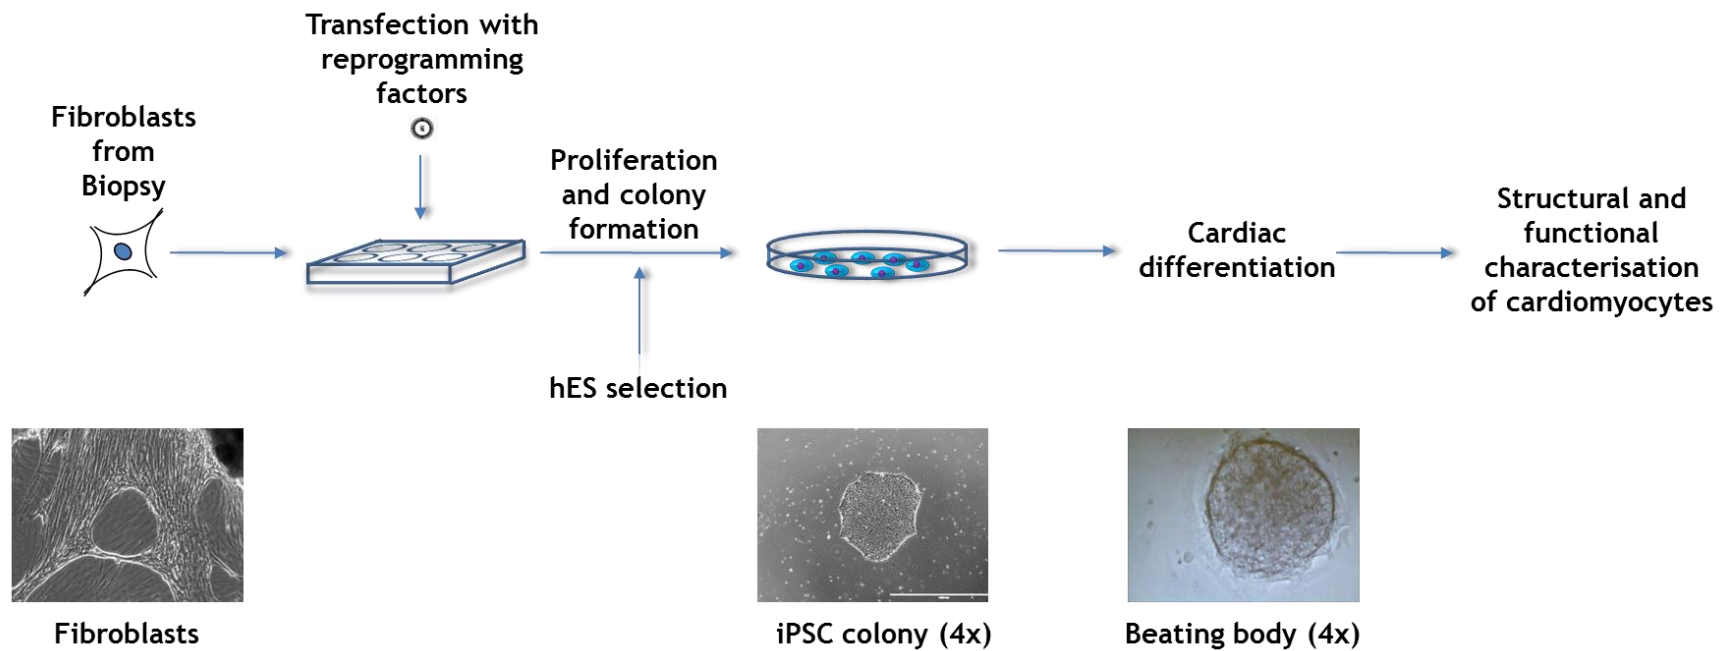 Transfection with
reprogramming
factors
Fibroblasts
from
Biopsy
Proliferation
and colony
formation
hES selection
Cardiac
differentiation
Structural and
functional
characterisation
of cardiomyocytes
Fibroblasts
iPSC colony (4x)
Beating body (4x)